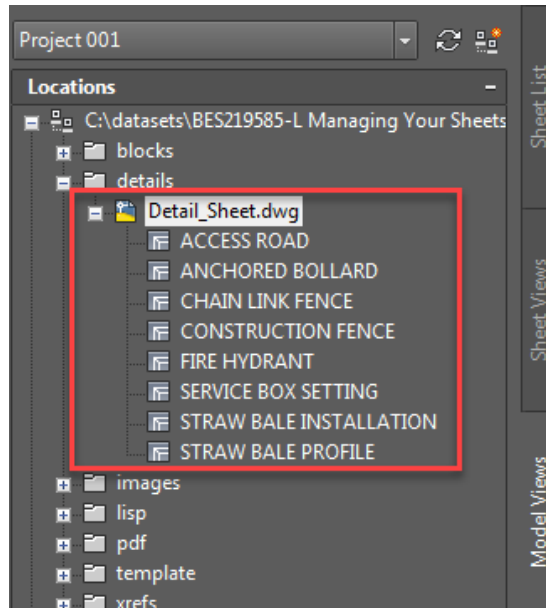 Project 001
Locations
C:\datasets\BES219585-L Managing Your Sheets
blocks
details
Detail_Sheet.dwg
ACCESS ROAD
ANCHORED BOLLARD
CHAIN LINK FENCE
CONSTRUCTION FENCE
FIRE HYDRANT
SERVICE BOX SETTING
STRAW BALE INSTALLATION
STRAW BALE PROFILE
images
lisp
pdf
template
xrefs
Sheet List
Sheet Views
Model Views